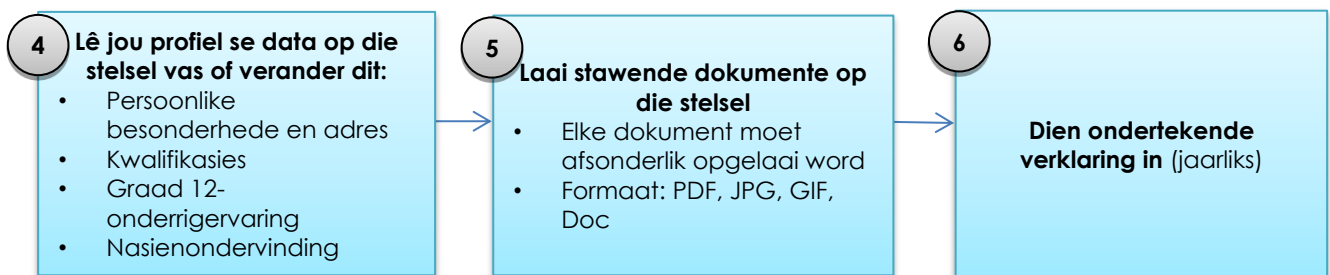 4
Lê jou profiel se data op die
stelsel vas of verander dit:
• Persoonlike
besonderhede en adres
• Kwalifikasies
• Graad 12-
onderrigervaring
• Nasienondervinding
5
Laai stawende dokumente op
die stelsel
• Elke dokument moet
afsonderlik opgelaai word
• Formaat: PDF, JPG, GIF,
Doc
6
Dien ondertekende
verklaring in (jaarliks)